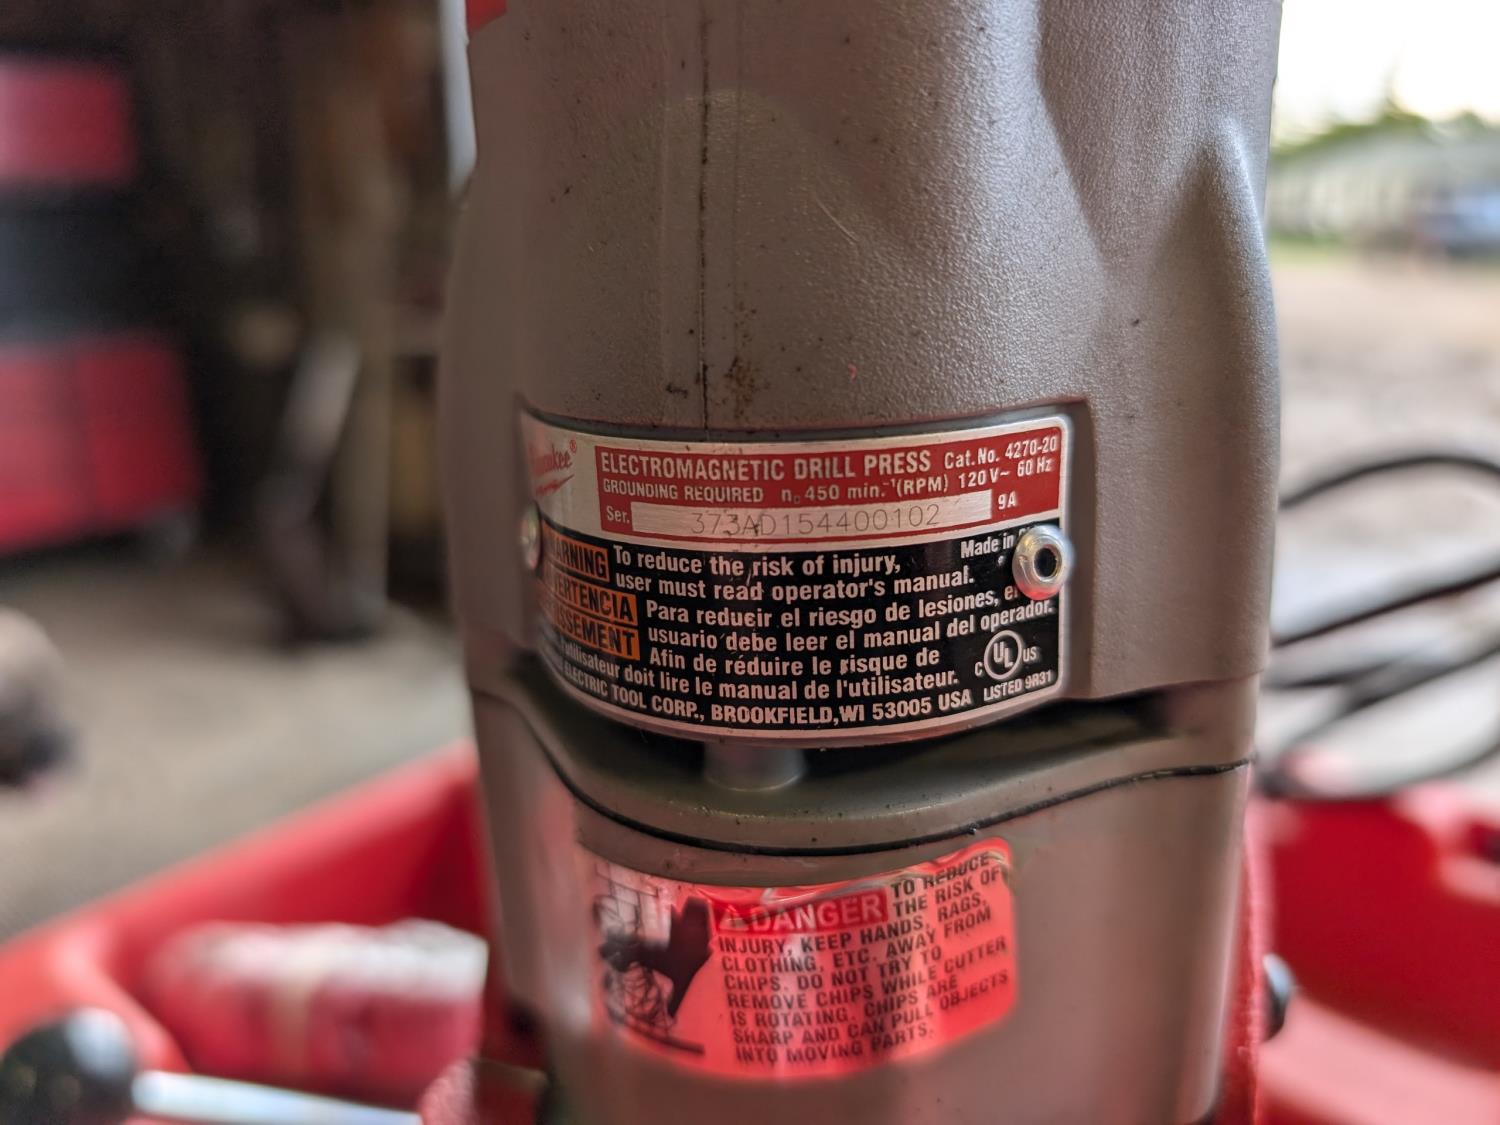 ELECTROMAGNETIC DRILL PRESS Cat. No. 4270-20
GROUNDING REQUIRED n₀ 450 min.⁻¹(RPM) 120V~ 60 Hz
Ser. 373AD154400102 9A
To reduce the risk of injury, Made in
user must read operator's manual.
Para reducir el riesgo de lesiones, el
usuario debe leer el manual del operador.
Afin de réduire le risque de
l'utilisateur doit lire le manual de l'utilisateur.
ELECTRIC TOOL CORP., BROOKFIELD, WI 53005 USA
C UL US
LISTED 9R31
DANGER TO REDUCE
THE RISK OF
INJURY, KEEP HANDS, RAGS,
CLOTHING, ETC. AWAY FROM
CHIPS. DO NOT TRY TO
REMOVE CHIPS WHILE CUTTER
IS ROTATING. CHIPS ARE
SHARP AND CAN PULL OBJECTS
INTO MOVING PARTS.